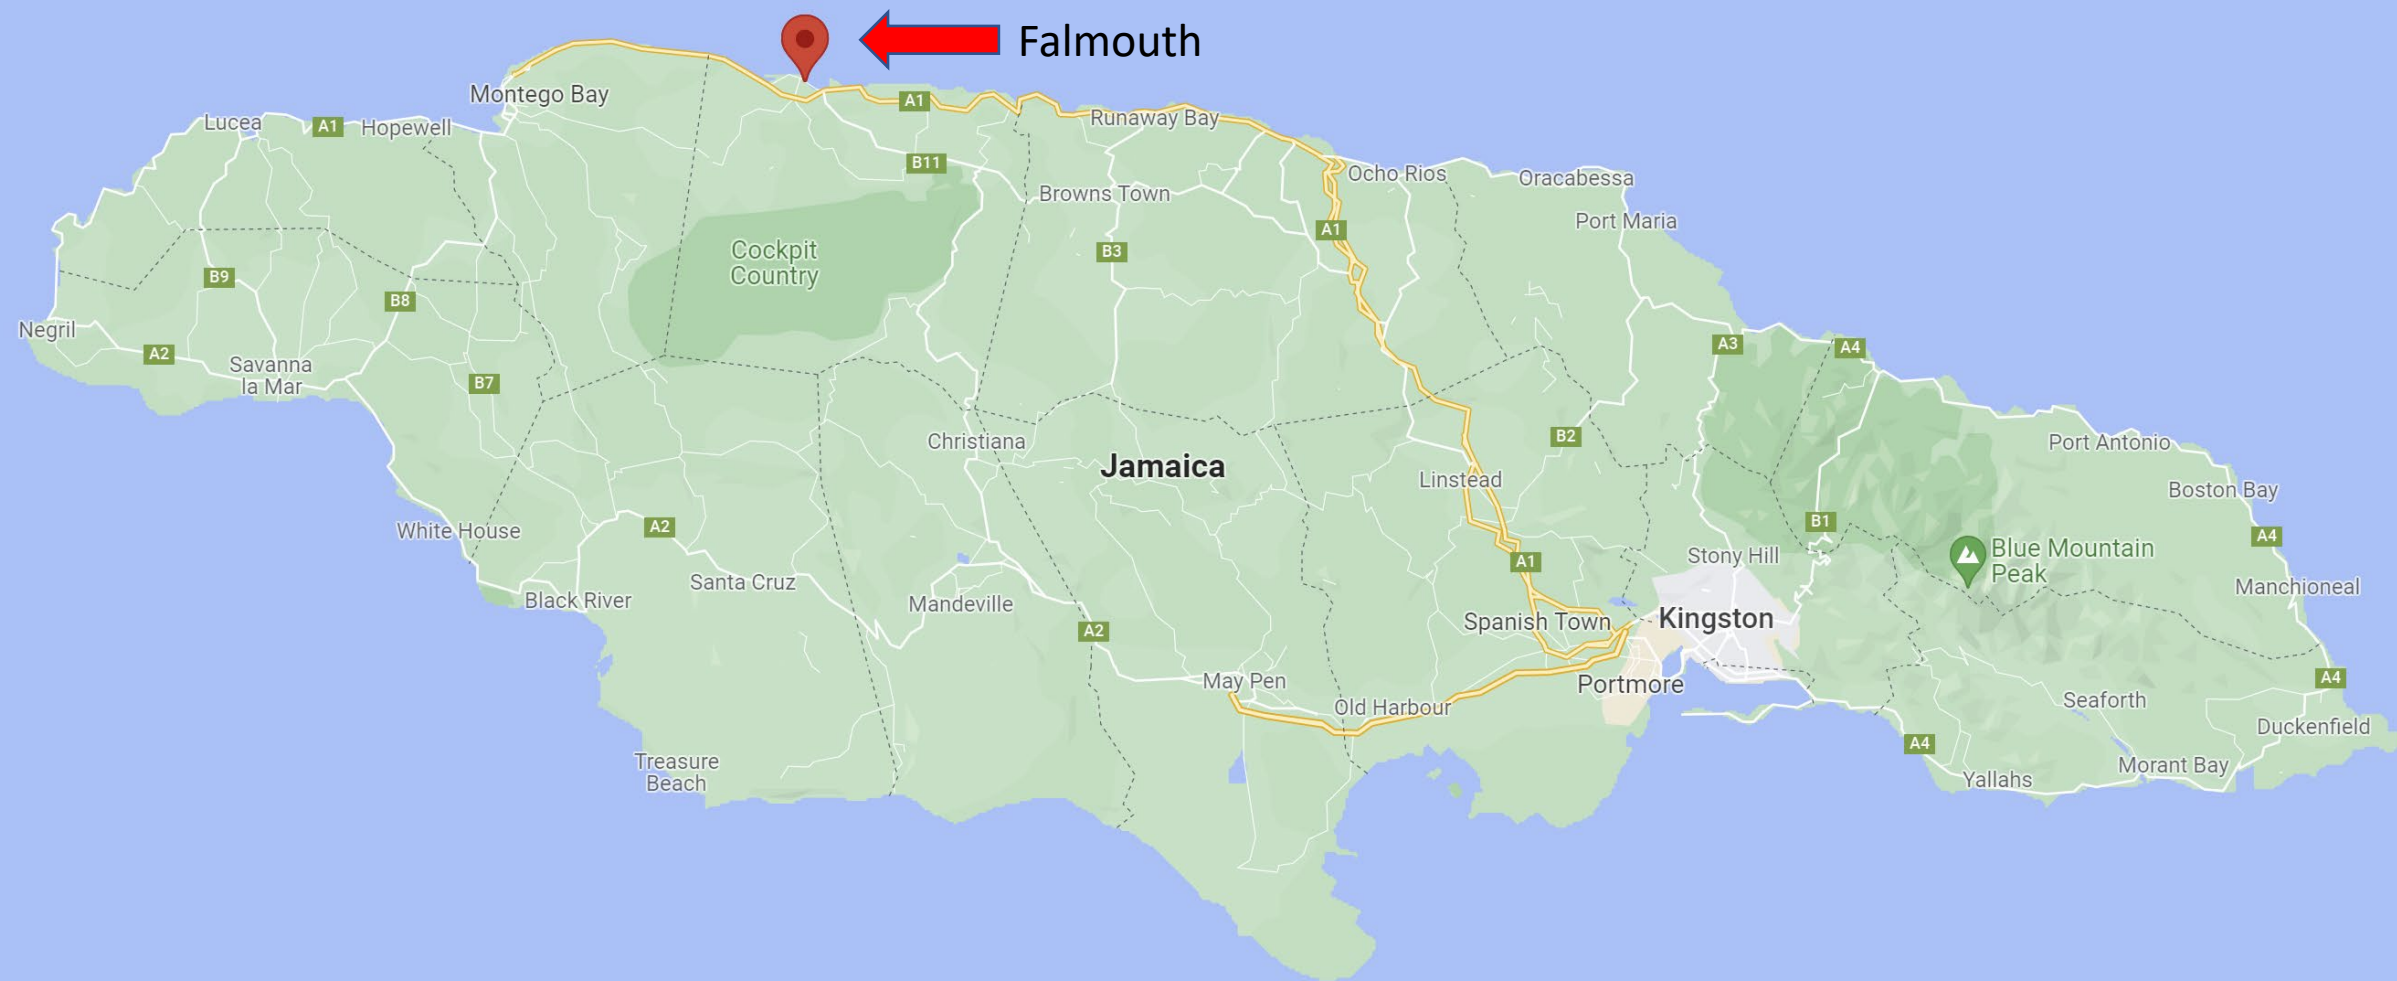 Falmouth
Montego Bay
A1
Lucea
A1
Hopewell
Runaway Bay
B11
Ocho Rios
Oracabessa
Browns Town
Port Maria
A1
Cockpit
Country
B3
B9
B8
Negril
A3
A4
A2
Savanna
la Mar
B7
B2
Christiana
Port Antonio
Jamaica
Linstead
Boston Bay
B1
White House
A2
A4
Stony Hill
Blue Mountain
Peak
A1
Santa Cruz
Manchioneal
Black River
Mandeville
Spanish Town
Kingston
A2
May Pen
Portmore
A4
Old Harbour
Seaforth
Duckenfield
A4
Treasure
Beach
Morant Bay
Yallahs